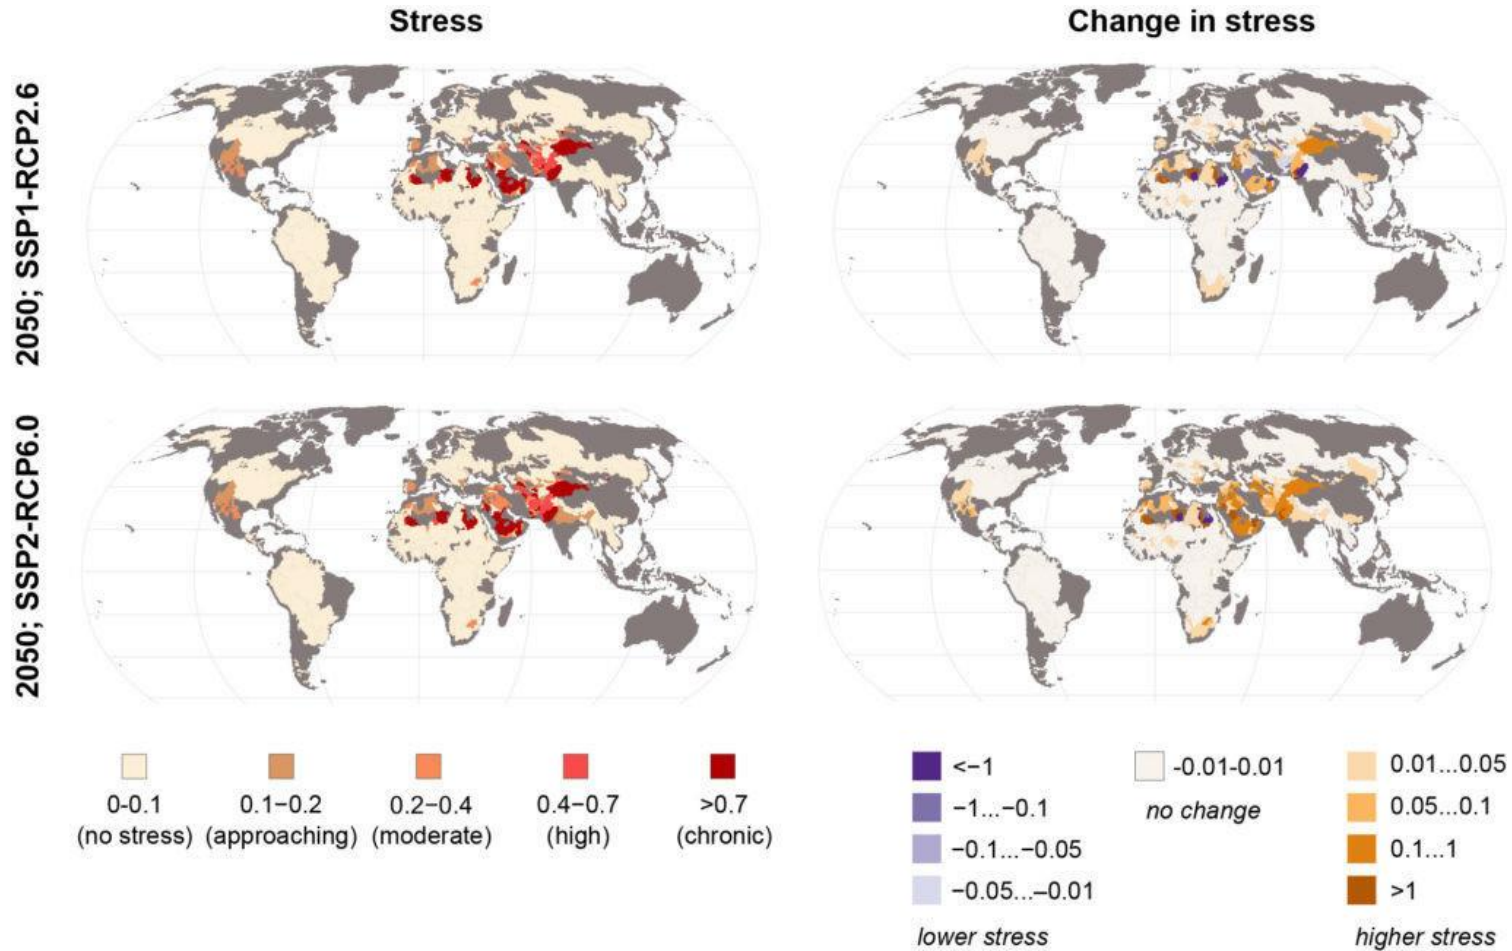 Stress
Change in stress
2050; SSP1-RCP2.6
2050; SSP2-RCP6.0
0-0.1
(no stress)
0.1−0.2
(approaching)
0.2−0.4
(moderate)
0.4−0.7
(high)
>0.7
(chronic)
<−1
−1...−0.1
−0.1...−0.05
−0.05...−0.01
lower stress
-0.01-0.01
no change
0.01...0.05
0.05...0.1
0.1...1
>1
higher stress